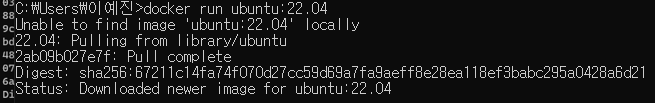 C:\Users\이예진>docker run ubuntu:22.04
Unable to find image 'ubuntu:22.04' locally
22.04: Pulling from library/ubuntu
2ab09b027e7f: Pull complete
Digest: sha256:67211c14fa74f070d27cc59d69a7fa9aeff8e28ea118ef3babc295a0428a6d21
Status: Downloaded newer image for ubuntu:22.04